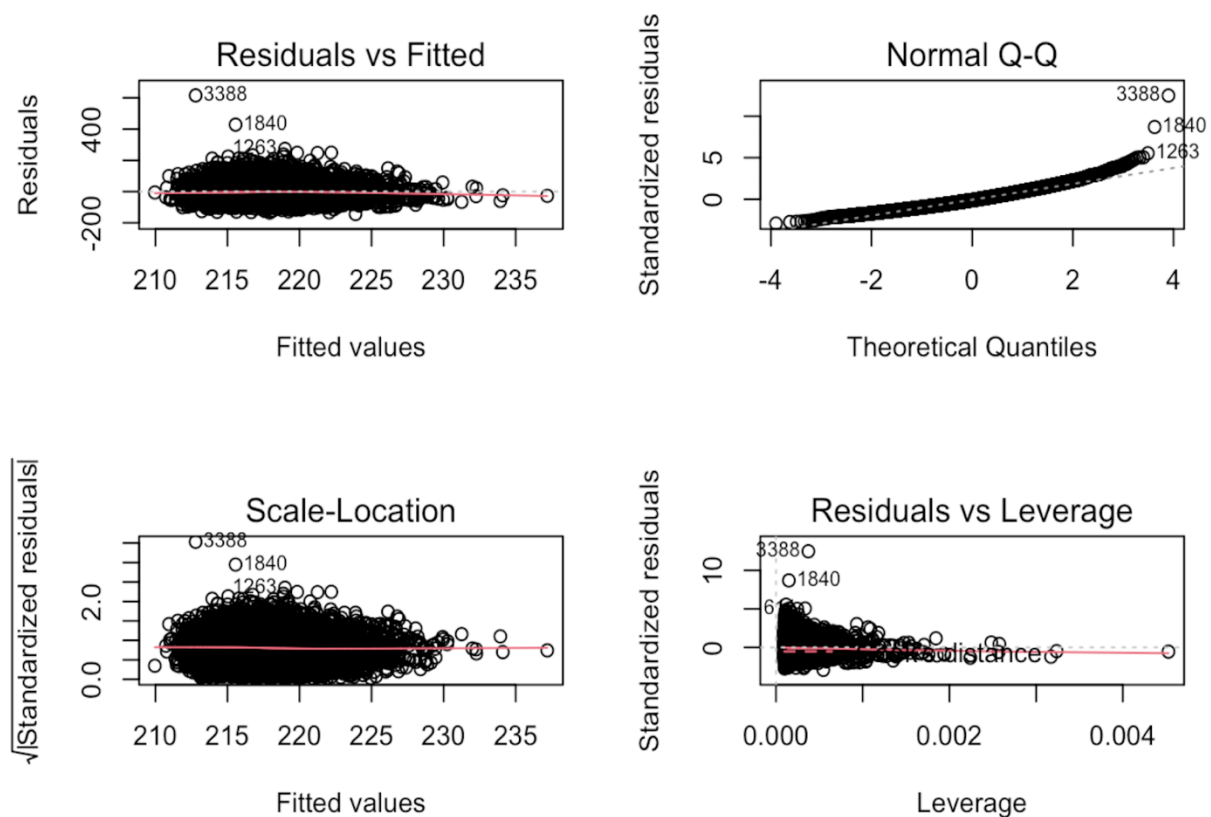 Residuals vs Fitted
Residuals
400
-200
3388
1840
1263
210 215 220 225 230 235
Fitted values
Normal Q-Q
Standardized residuals
5
0
3388
1840
1263
-4 -2 0 2 4
Theoretical Quantiles
Scale-Location
√|Standardized residuals|
2.0
0.0
3388
1840
1263
210 215 220 225 230 235
Fitted values
Residuals vs Leverage
Standardized residuals
10
0
3388
1840
distance
0.000 0.002 0.004
Leverage